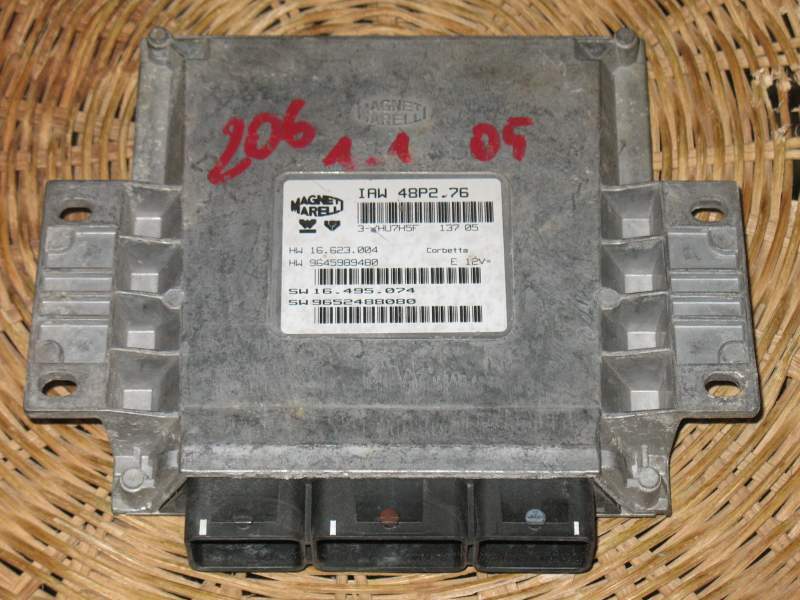 MAGNETI
MARELLI
206 1.1 05
IAW 48P2.76
MAGNETI
MARELLI
137 05
HW 16.623.004 Corbetta
HW 9645989480 E 12V=
SW 16.495.074
SW 9652488080